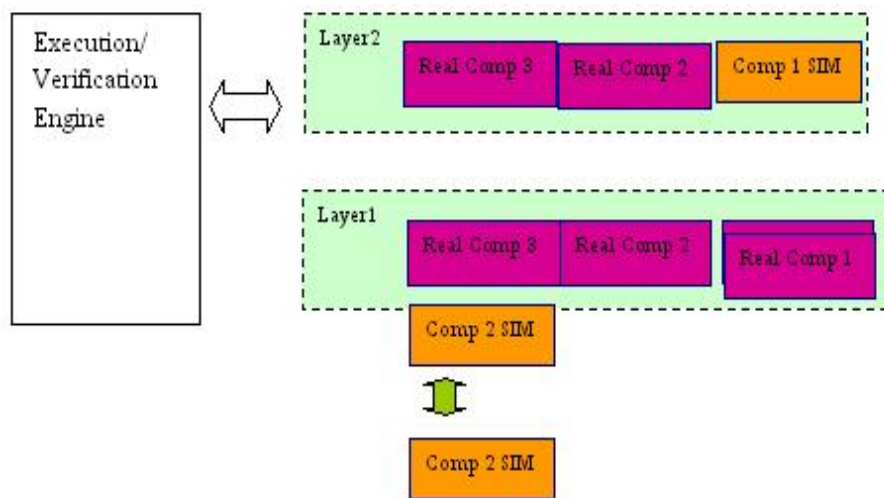 Execution/
Verification
Engine
Layer2
Real Comp 3
Real Comp 2
Comp 1 SIM
Layer1
Real Comp 3
Real Comp 2
Real Comp 1
Comp 2 SIM
Comp 2 SIM